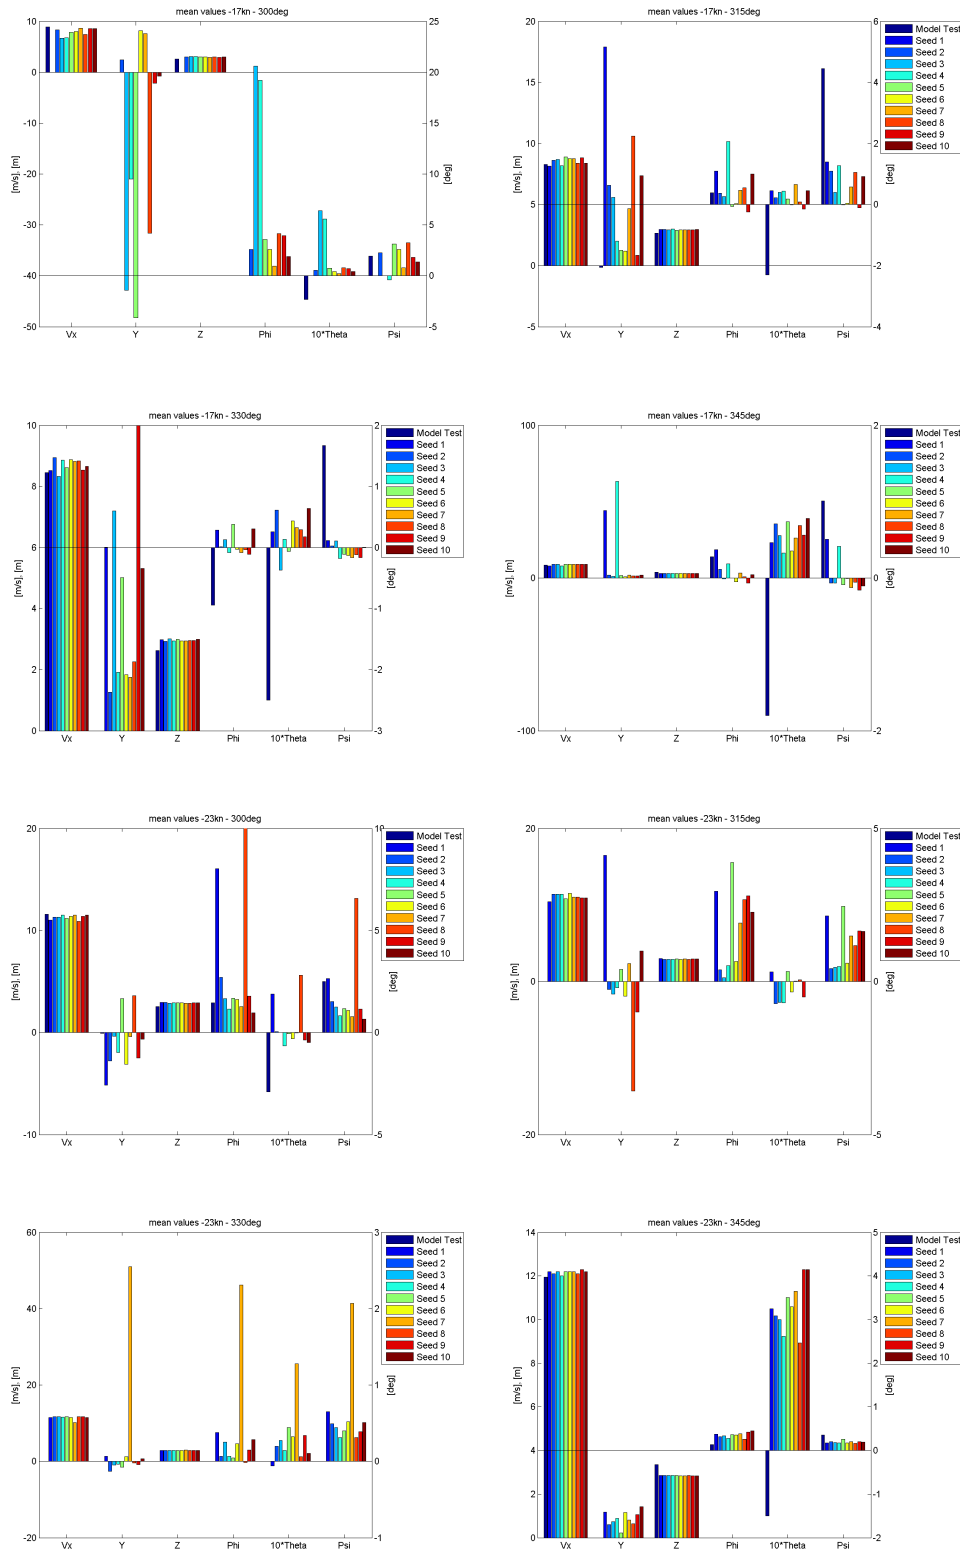 mean values -17kn - 300deg
10
0
-10
-20
-30
-40
-50
25
20
15
10
5
0
-5
[m/s], [m]
[deg]
Vx Y Z Phi 10*Theta Psi
mean values -17kn - 315deg
20
15
10
5
0
-5
6
4
2
0
-2
-4
[m/s], [m]
[deg]
Vx Y Z Phi 10*Theta Psi
Model Test
Seed 1
Seed 2
Seed 3
Seed 4
Seed 5
Seed 6
Seed 7
Seed 8
Seed 9
Seed 10
mean values -17kn - 330deg
10
8
6
4
2
0
2
1
0
-1
-2
-3
[m/s], [m]
[deg]
Vx Y Z Phi 10*Theta Psi
Model Test
Seed 1
Seed 2
Seed 3
Seed 4
Seed 5
Seed 6
Seed 7
Seed 8
Seed 9
Seed 10
mean values -17kn - 345deg
100
0
-100
2
0
-2
[m/s], [m]
[deg]
Vx Y Z Phi 10*Theta Psi
Model Test
Seed 1
Seed 2
Seed 3
Seed 4
Seed 5
Seed 6
Seed 7
Seed 8
Seed 9
Seed 10
mean values -23kn - 300deg
20
10
0
-10
10
5
0
-5
[m/s], [m]
[deg]
Vx Y Z Phi 10*Theta Psi
Model Test
Seed 1
Seed 2
Seed 3
Seed 4
Seed 5
Seed 6
Seed 7
Seed 8
Seed 9
Seed 10
mean values -23kn - 315deg
20
10
0
-10
-20
5
0
-5
[m/s], [m]
[deg]
Vx Y Z Phi 10*Theta Psi
Model Test
Seed 1
Seed 2
Seed 3
Seed 4
Seed 5
Seed 6
Seed 7
Seed 8
Seed 9
Seed 10
mean values -23kn - 330deg
60
40
20
0
-20
3
2
1
0
-1
[m/s], [m]
[deg]
Vx Y Z Phi 10*Theta Psi
Model Test
Seed 1
Seed 2
Seed 3
Seed 4
Seed 5
Seed 6
Seed 7
Seed 8
Seed 9
Seed 10
mean values -23kn - 345deg
14
12
10
8
6
4
2
0
5
4
3
2
1
0
-1
-2
[m/s], [m]
[deg]
Vx Y Z Phi 10*Theta Psi
Model Test
Seed 1
Seed 2
Seed 3
Seed 4
Seed 5
Seed 6
Seed 7
Seed 8
Seed 9
Seed 10